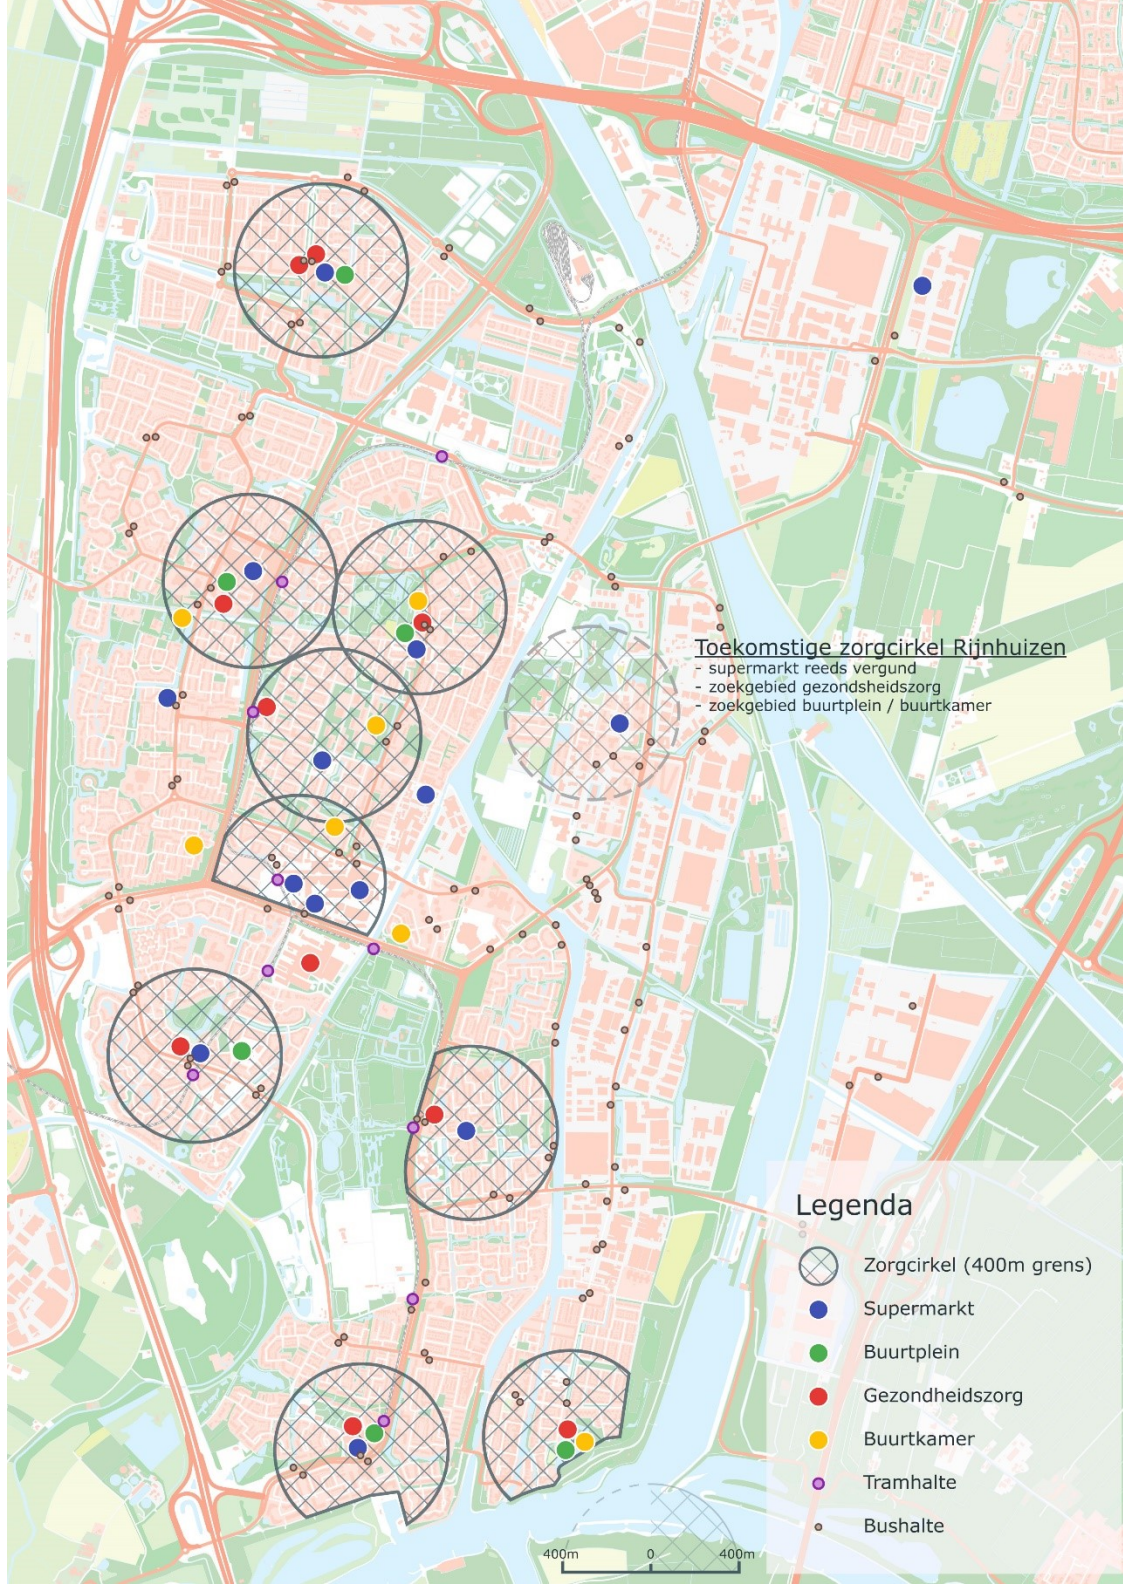 Toekomstige zorgcirkel Rijnhuizen
- supermarkt reeds vergund
- zoekgebied gezondsheidszorg
- zoekgebied buurtplein / buurtkamer
Legenda
Zorgcirkel (400m grens)
Supermarkt
Buurtplein
Gezondheidszorg
Buurtkamer
Tramhalte
Bushalte
400m 0 400m